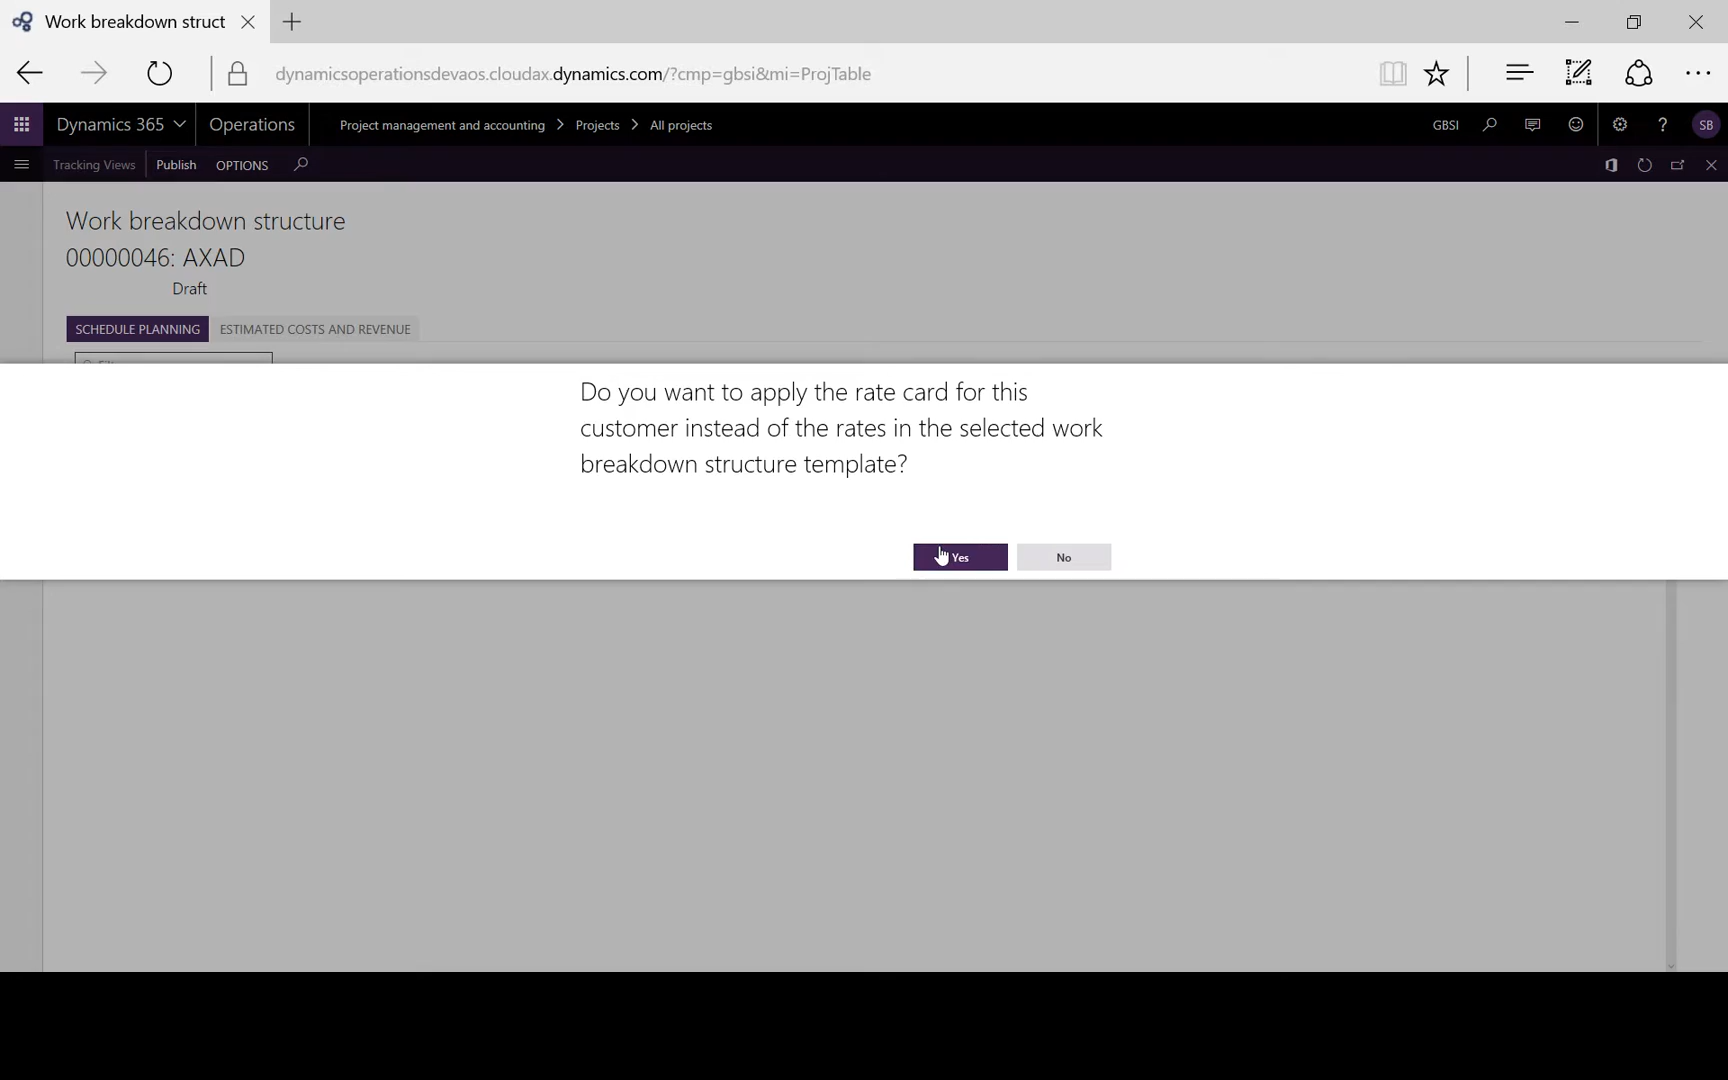 Work breakdown struct
dynamicsoperationsdevaos.cloudax.dynamics.com/?cmp=gbsi&mi=ProjTable
Dynamics 365 Operations Project management and accounting > Projects > All projects GBSI ? SB
Tracking Views Publish OPTIONS
Work breakdown structure
00000046: AXAD
Draft
SCHEDULE PLANNING ESTIMATED COSTS AND REVENUE
Do you want to apply the rate card for this
customer instead of the rates in the selected work
breakdown structure template?
Yes No